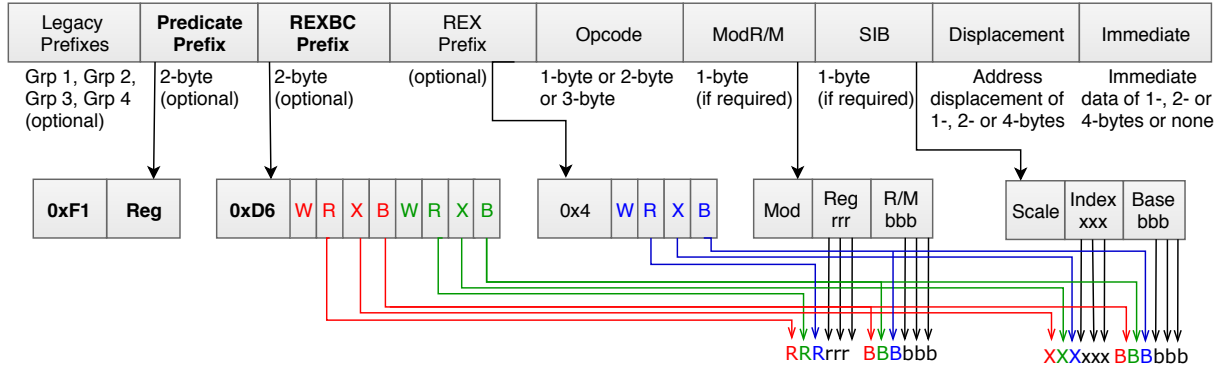 Legacy
Prefixes
Predicate
Prefix
REXBC
Prefix
REX
Prefix
Opcode
ModR/M
SIB
Displacement
Immediate
Grp 1, Grp 2,
Grp 3, Grp 4
(optional)
2-byte
(optional)
2-byte
(optional)
(optional)
1-byte or 2-byte
or 3-byte
1-byte
(if required)
1-byte
(if required)
Address
displacement of
1-, 2- or 4-bytes
Immediate
data of 1-, 2- or
4-bytes or none
0xF1 Reg
0xD6 W R X B W R X B
0x4 W R X B
Mod
Reg
rrr
R/M
bbb
Scale
Index
xxx
Base
bbb
RRRrrr BBBbbb
XXXxxx BBBbbb